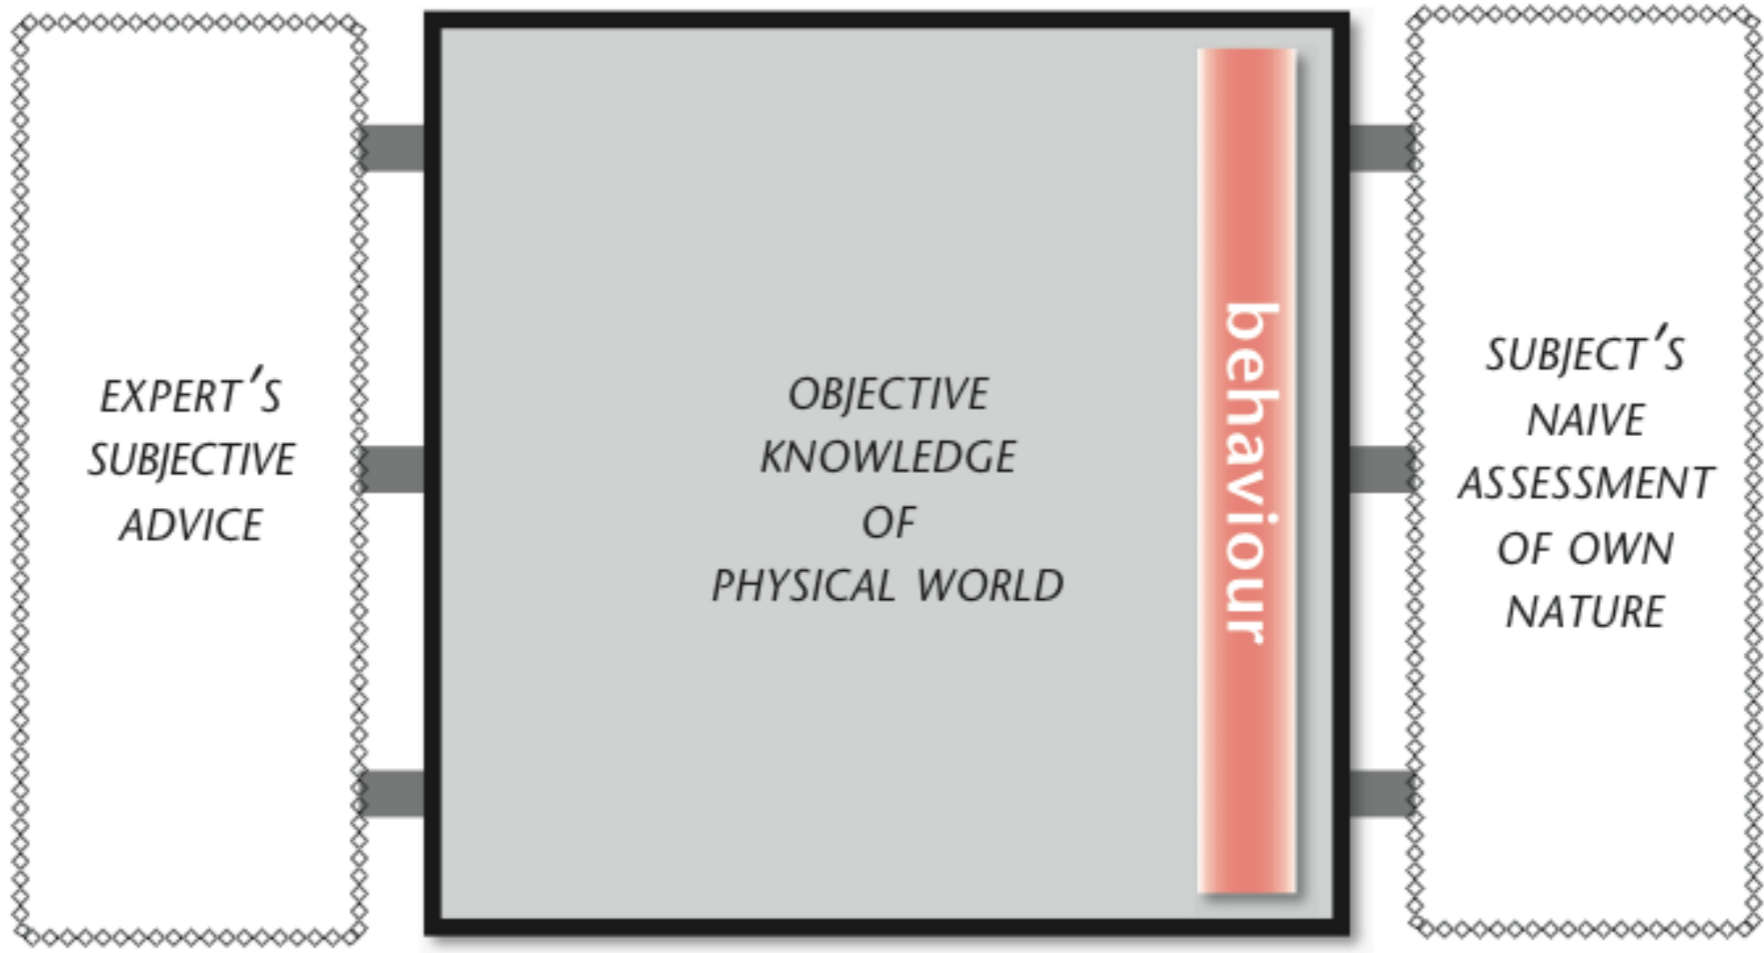 EXPERT'S
SUBJECTIVE
ADVICE
OBJECTIVE
KNOWLEDGE
OF
PHYSICAL WORLD
behaviour
SUBJECT'S
NAIVE
ASSESSMENT
OF OWN
NATURE